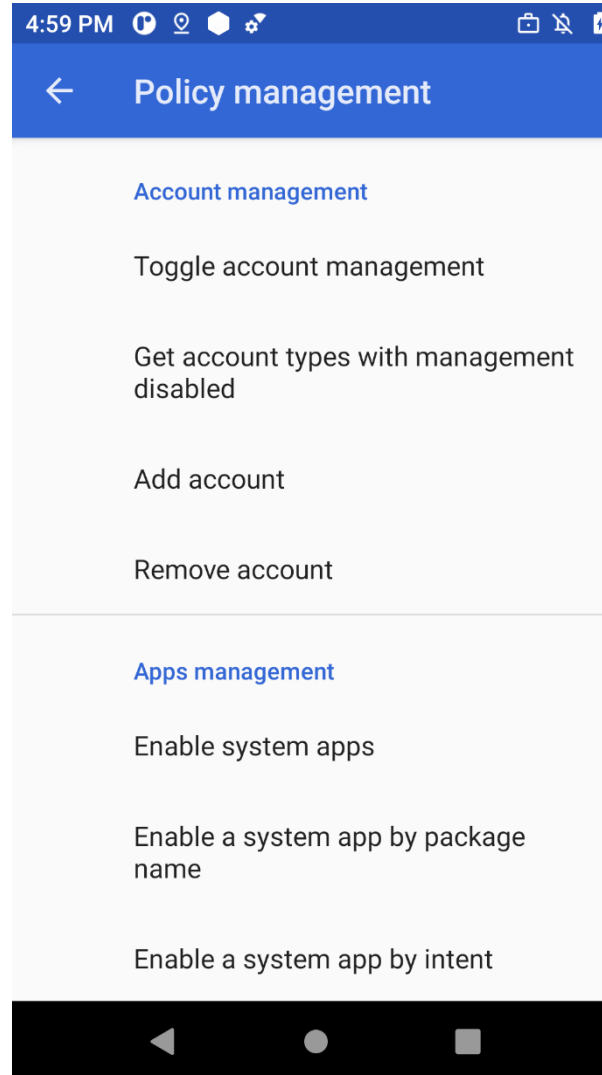 4:59 PM
Policy management
Account management
Toggle account management
Get account types with management
disabled
Add account
Remove account
Apps management
Enable system apps
Enable a system app by package
name
Enable a system app by intent